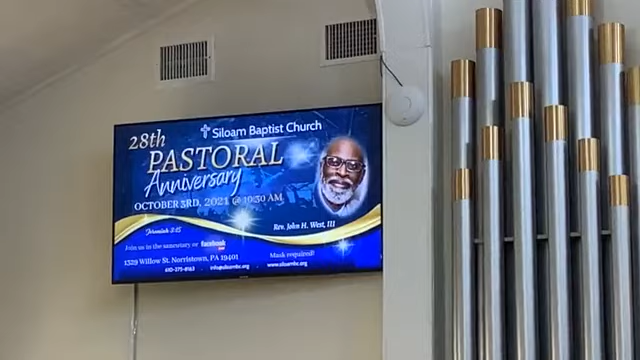 Siloam Baptist Church
28th
PASTORAL
Anniversary
OCTOBER 3RD, 2021 @ 10:30 AM
Jeremiah 3:15
Rev. John H. West, III
Join us in the sanctuary or facebook
Mask required!
1329 Willow St. Norristown, PA 19401
610-275-8163
info@siloambc.org
www.siloambc.org